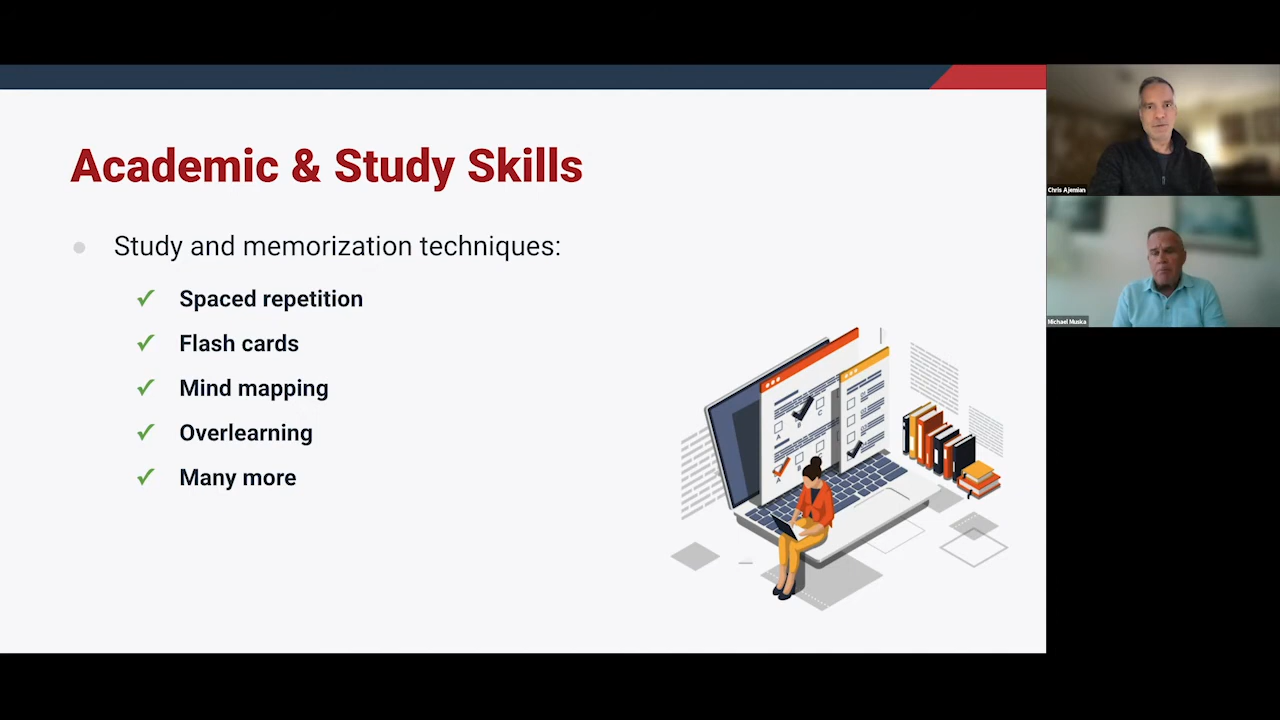 Academic & Study Skills
Study and memorization techniques:
Spaced repetition
Flash cards
Mind mapping
Overlearning
Many more
Chris Ajemian
Michael Muska
A
B
C
A
B